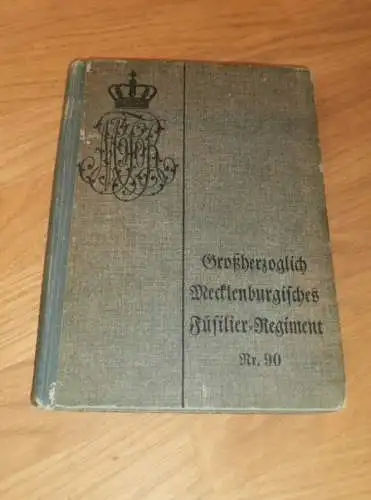 Großherzoglich
Mecklenburgisches
Füsilier-Regiment
Nr. 90